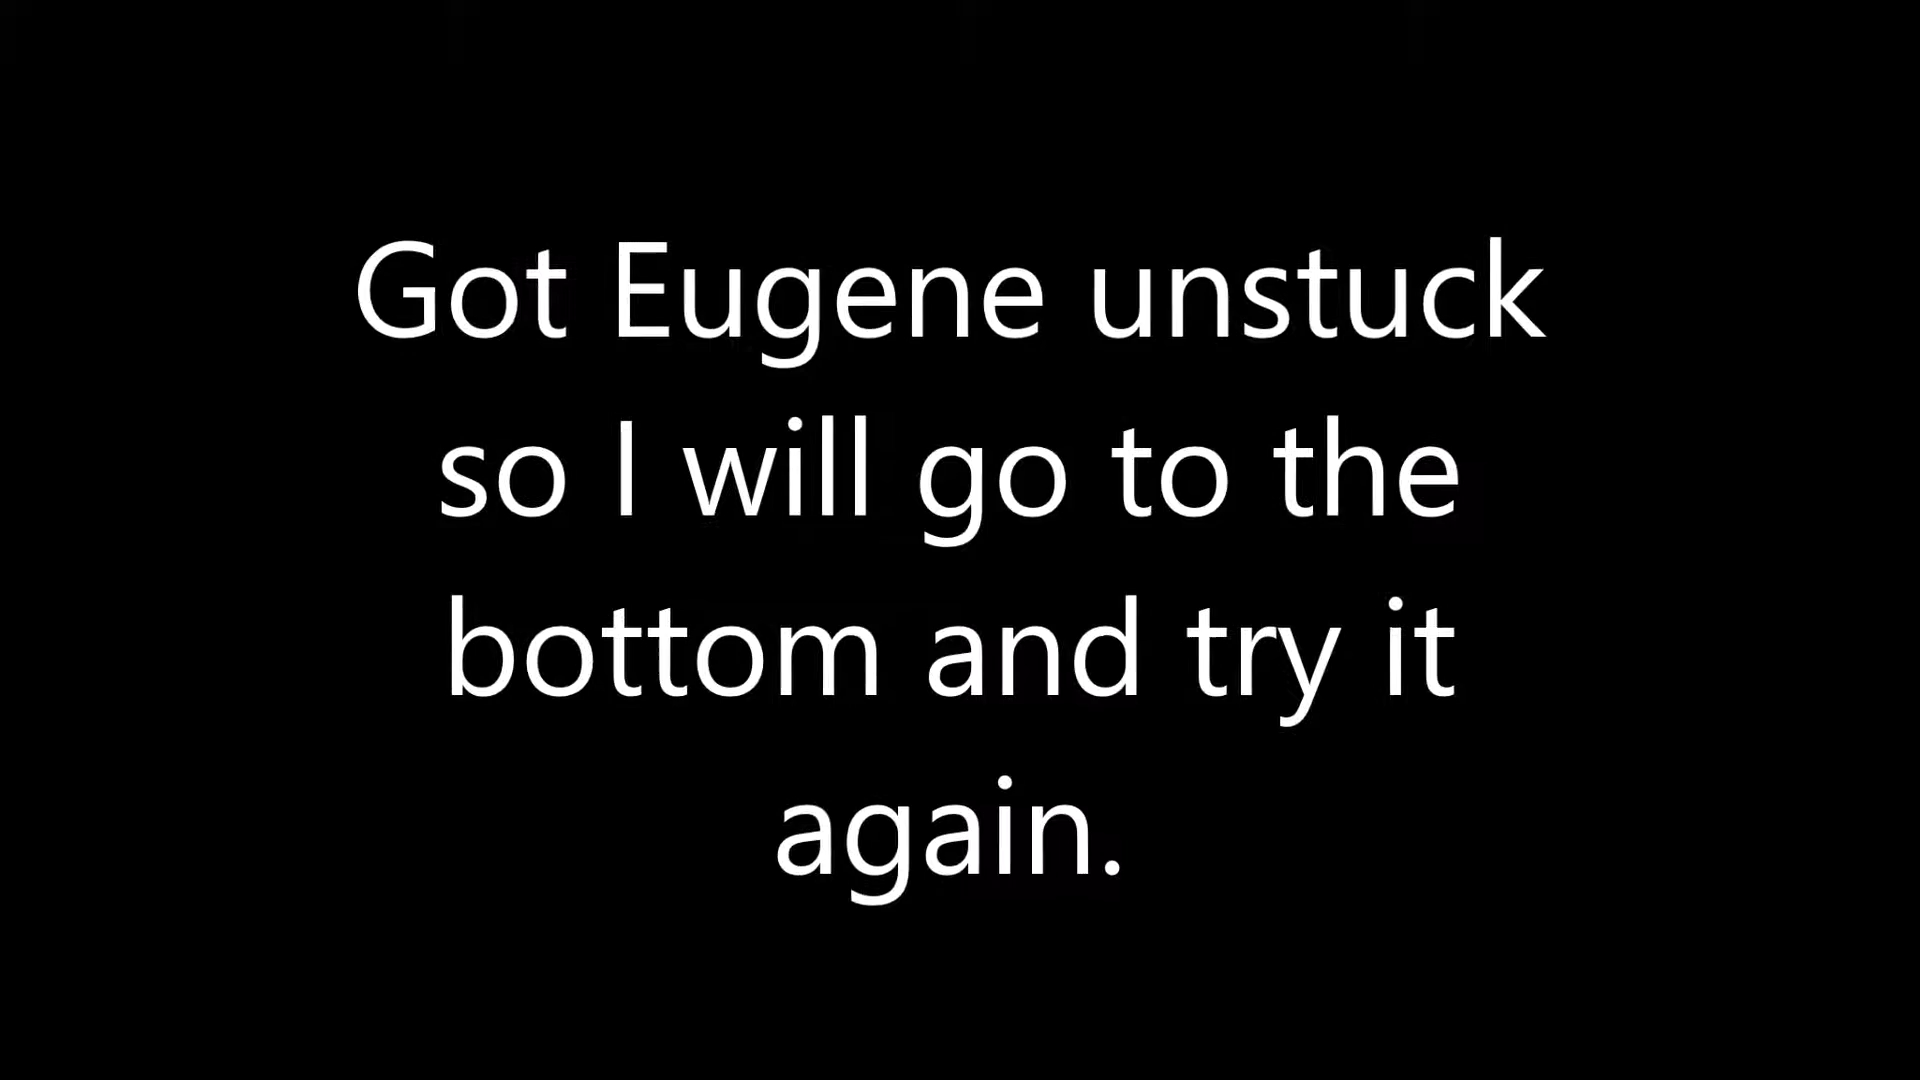 Got Eugene unstuck
so I will go to the
bottom and try it
again.